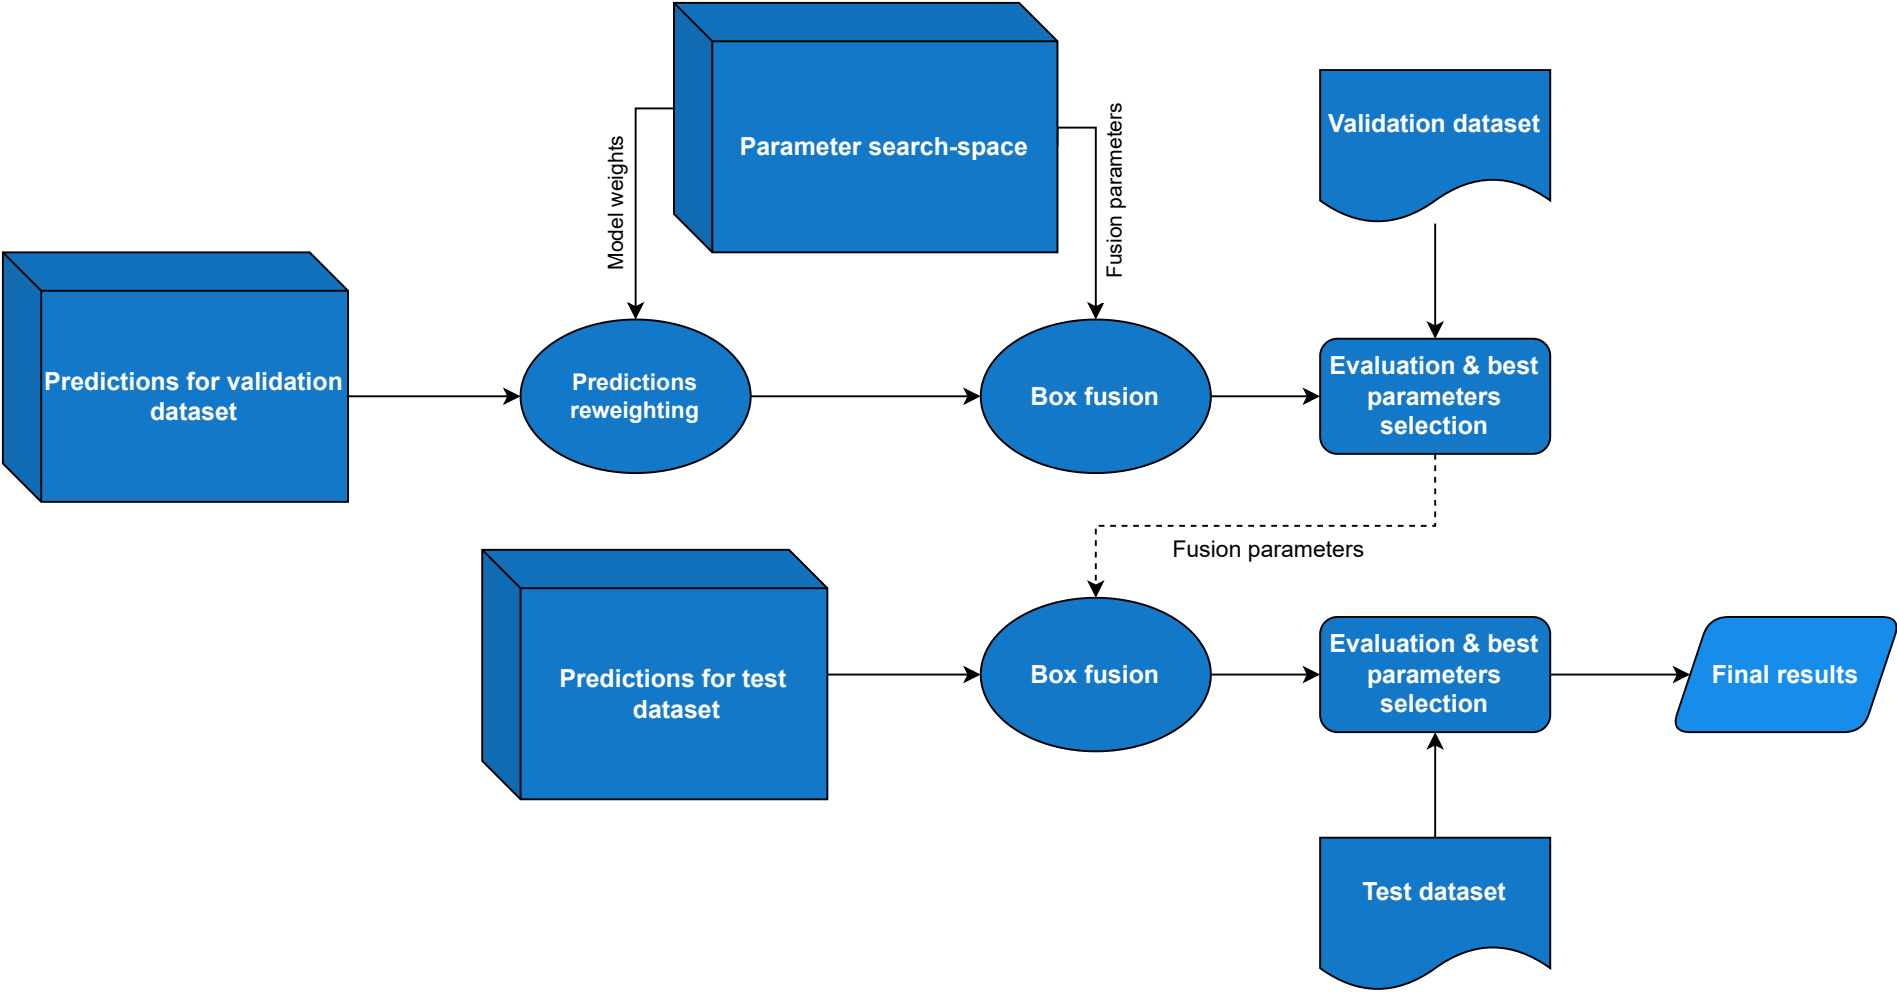 Parameter search-space
Model weights
Fusion parameters
Validation dataset
Predictions for validation
dataset
Predictions
reweighting
Box fusion
Evaluation & best
parameters
selection
Fusion parameters
Predictions for test
dataset
Box fusion
Evaluation & best
parameters
selection
Final results
Test dataset